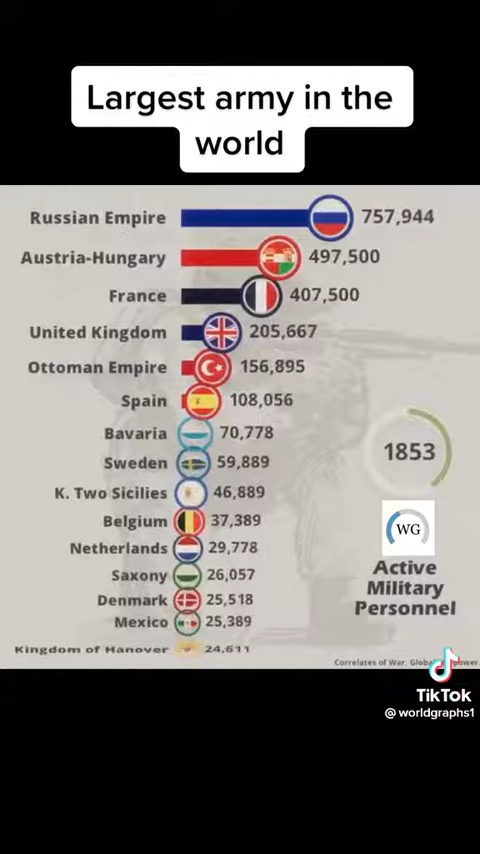 Largest army in the
world
Russian Empire 757,944
Austria-Hungary 497,500
France 407,500
United Kingdom 205,667
Ottoman Empire 156,895
Spain 108,056
Bavaria 70,778
Sweden 59,889
K. Two Sicilies 46,889
Belgium 37,389
Netherlands 29,778
Saxony 26,057
Denmark 25,518
Mexico 25,389
Kingdom of Hanover 24,611
1853
WG
Active
Military
Personnel
Correlates of War, Global
TikTok
@worldgraphs1